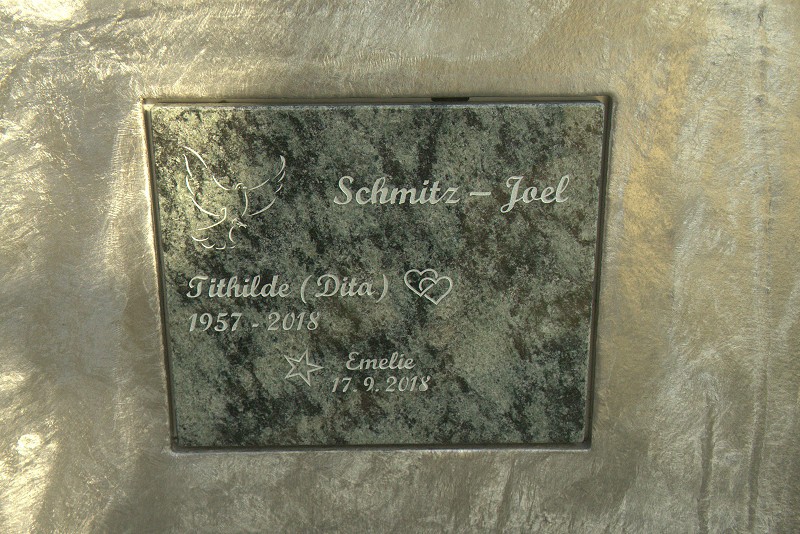 Schmitz – Joel
Tithilde (Dita)
1957 - 2018
Emelie
17. 9. 2018